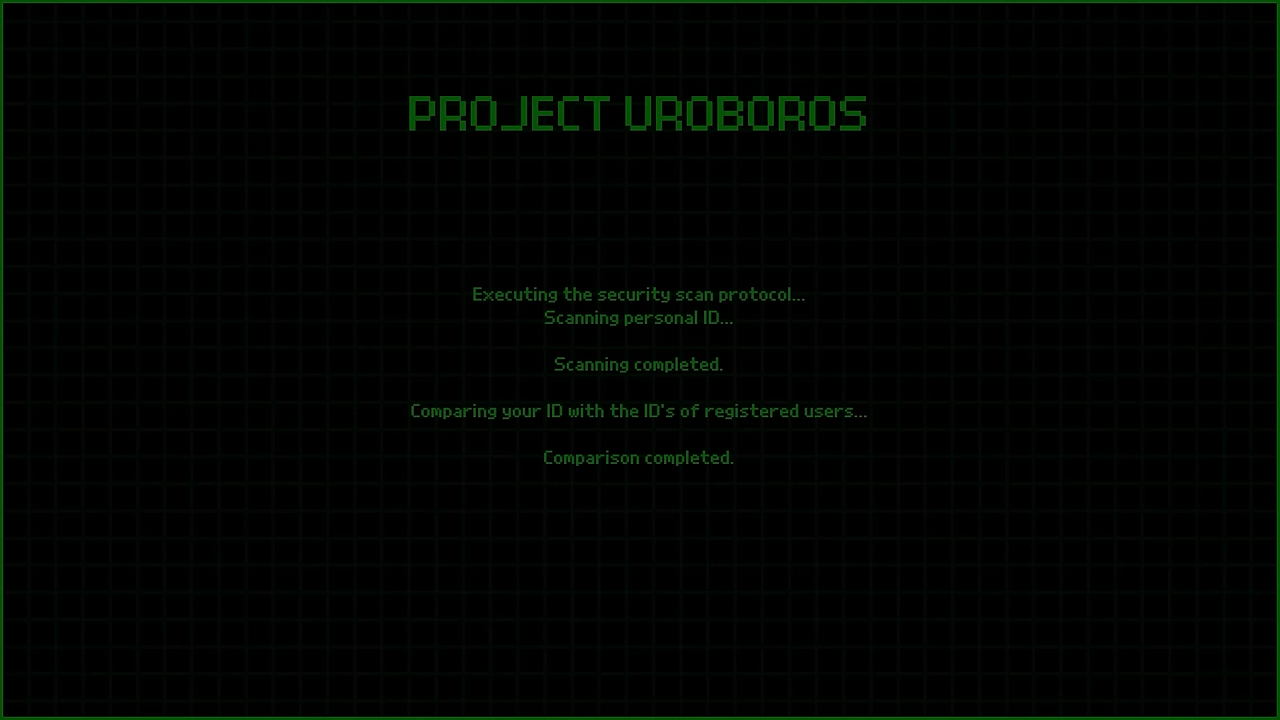 PROJECT UROBOROS
Executing the security scan protocol...
Scanning personal ID...
Scanning completed.
Comparing your ID with the ID's of registered users...
Comparison completed.